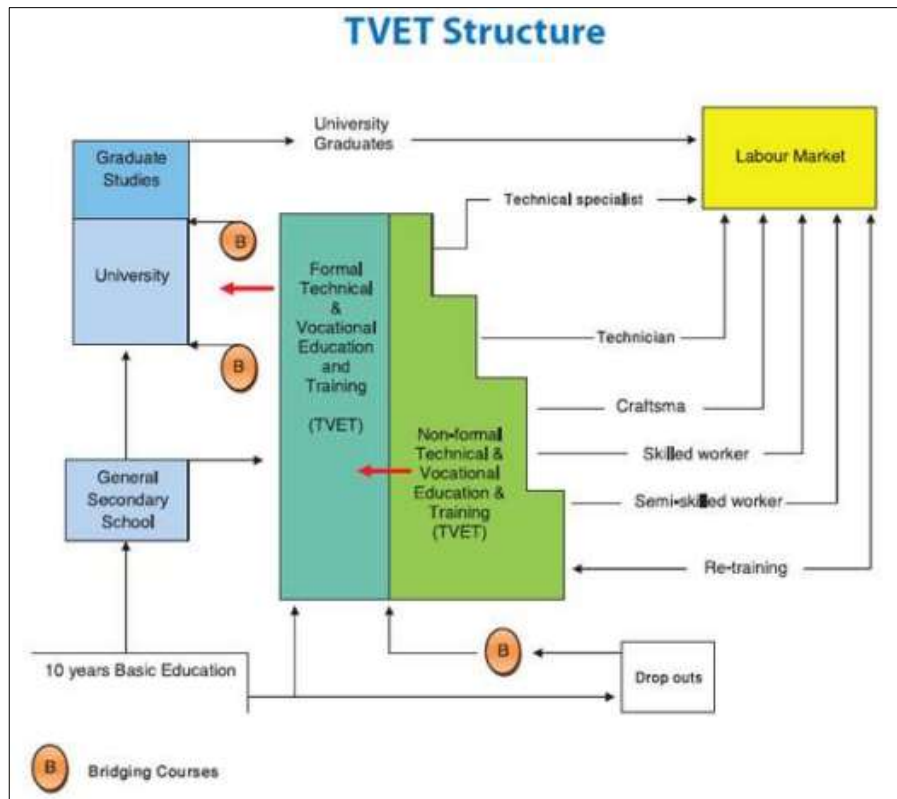 TVET Structure
University
Graduates
Labour Market
Graduate
Studies
Technical specialist
B
University
Formal
Technical
&
Vocational
Education
and
Training
(TVET)
Technician
B
Craftsma
Non-formal
Technical &
Vocational
Education &
Training
(TVET)
Skilled worker
General
Secondary
School
Semi-skilled worker
Re-training
10 years Basic Education
B
Drop outs
B
Bridging Courses